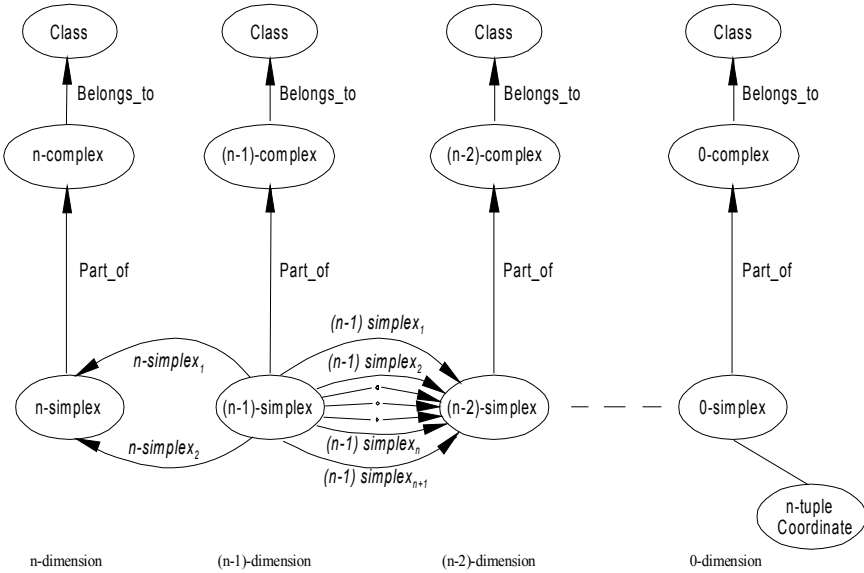 Class Class Class Class
Belongs_to Belongs_to Belongs_to Belongs_to
n-complex (n-1)-complex (n-2)-complex 0-complex
Part_of Part_of Part_of Part_of
(n-1) simplex1
n-simplex1 (n-1) simplex2
n-simplex (n-1)-simplex (n-2)-simplex 0-simplex
n-simplex2 (n-1) simplexn
(n-1) simplexn+1
n-tuple
Coordinate
n-dimension (n-1)-dimension (n-2)-dimension 0-dimension